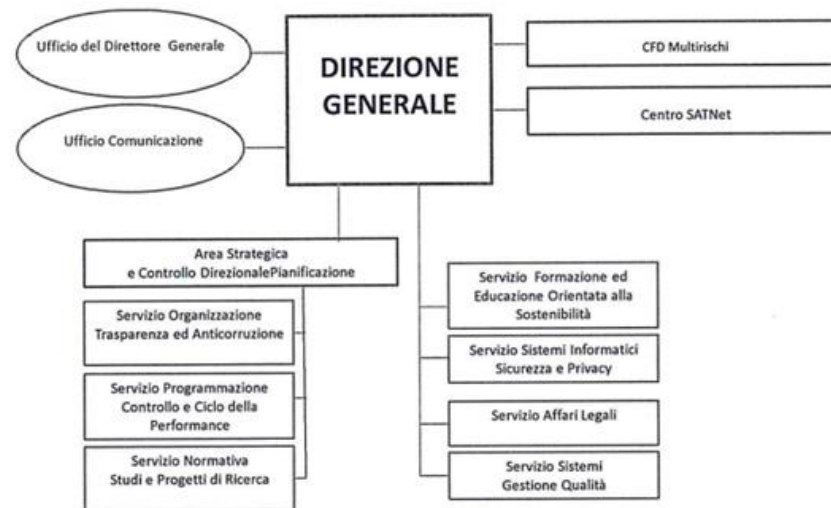 Ufficio del Direttore Generale
DIREZIONE
GENERALE
CFD Multirischi
Centro SATNet
Ufficio Comunicazione
Area Strategica
e Controllo DirezionalePianificazione
Servizio Organizzazione
Trasparenza ed Anticorruzione
Servizio Programmazione
Controllo e Ciclo della
Performance
Servizio Normativa
Studi e Progetti di Ricerca
Servizio Formazione ed
Educazione Orientata alla
Sostenibilità
Servizio Sistemi Informatici
Sicurezza e Privacy
Servizio Affari Legali
Servizio Sistemi
Gestione Qualità